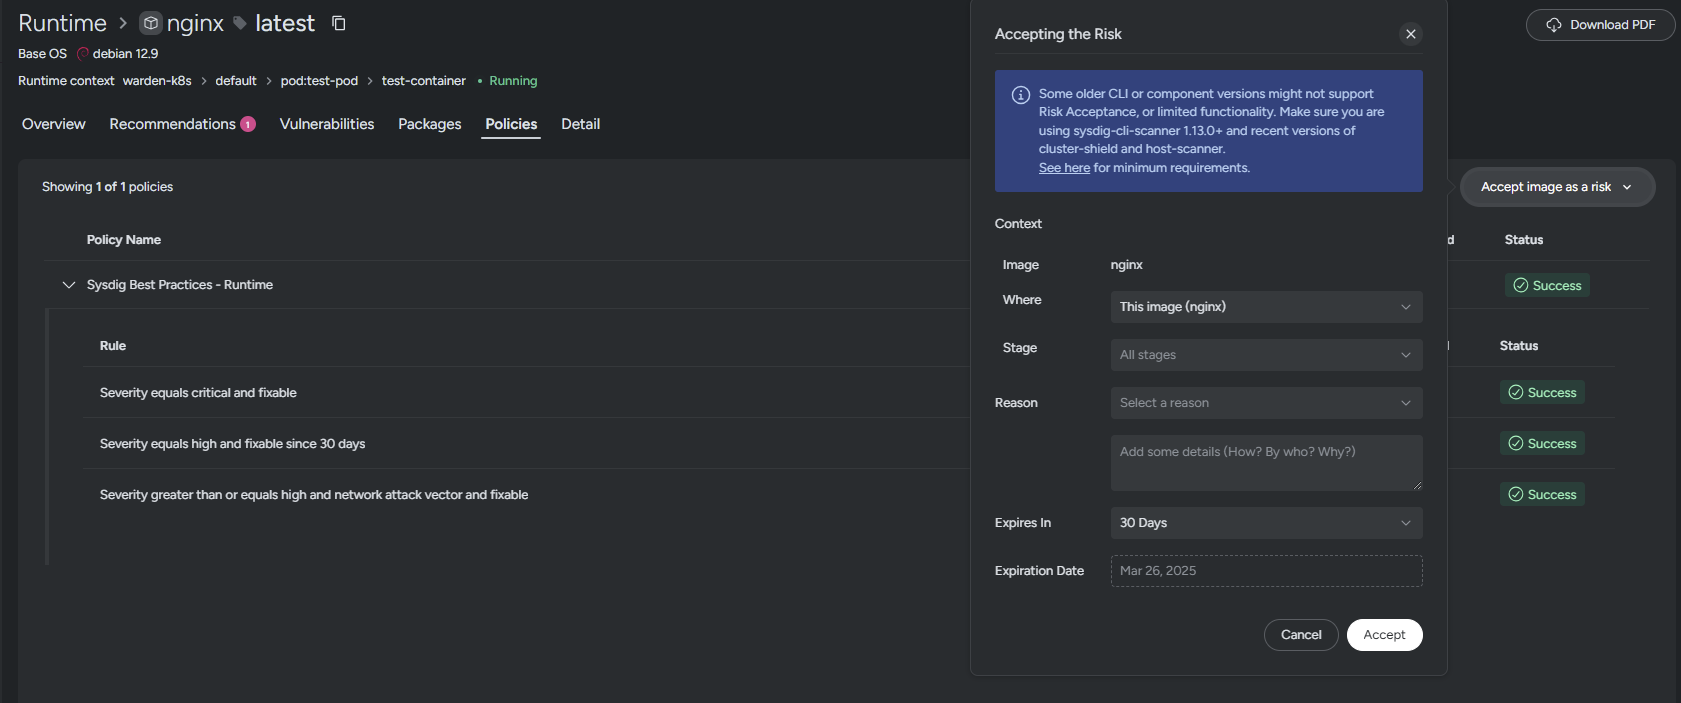 Runtime > nginx latest
Download PDF
Base OS debian 12.9
Runtime context warden-k8s > default > pod:test-pod > test-container • Running
Overview Recommendations 1 Vulnerabilities Packages Policies Detail
Showing 1 of 1 policies
Accept image as a risk
Policy Name
d Status
Sysdig Best Practices - Runtime
Success
Rule
Status
Severity equals critical and fixable
Success
Severity equals high and fixable since 30 days
Success
Severity greater than or equals high and network attack vector and fixable
Success
Accepting the Risk
Some older CLI or component versions might not support
Risk Acceptance, or limited functionality. Make sure you are
using sysdig-cli-scanner 1.13.0+ and recent versions of
cluster-shield and host-scanner.
See here for minimum requirements.
Context
Image nginx
Where This image (nginx)
Stage All stages
Reason Select a reason
Add some details (How? By who? Why?)
Expires In 30 Days
Expiration Date Mar 26, 2025
Cancel Accept